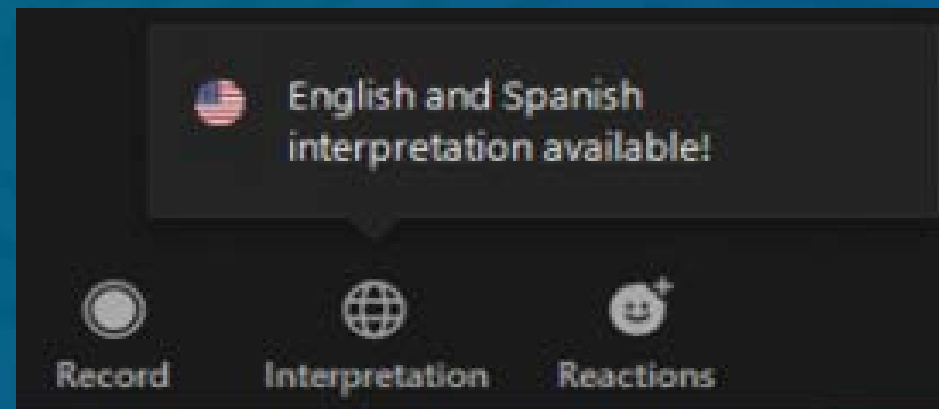 English and Spanish
interpretation available!
Record
Interpretation
Reactions